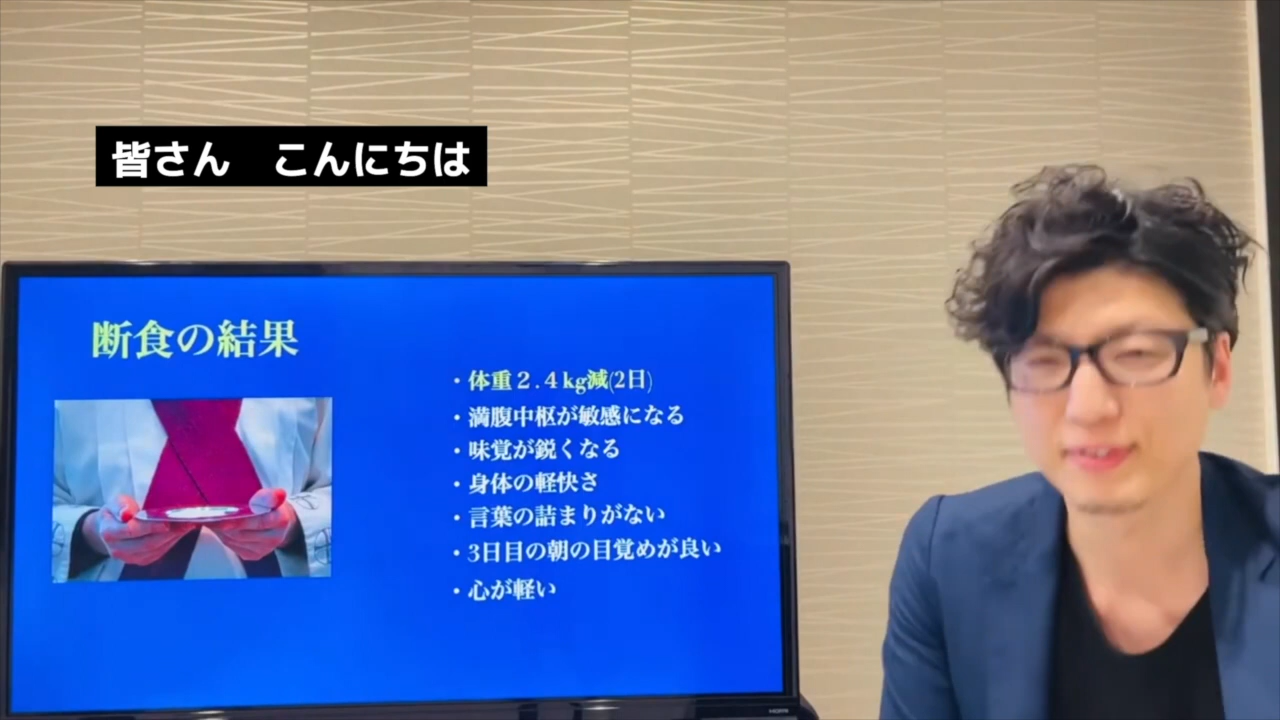 皆さん　こんにちは
断食の結果
・体重２.４kg減(2日)
・満腹中枢が敏感になる
・味覚が鋭くなる
・身体の軽快さ
・言葉の詰まりがない
・3日目の朝の目覚めが良い
・心が軽い
HDMI